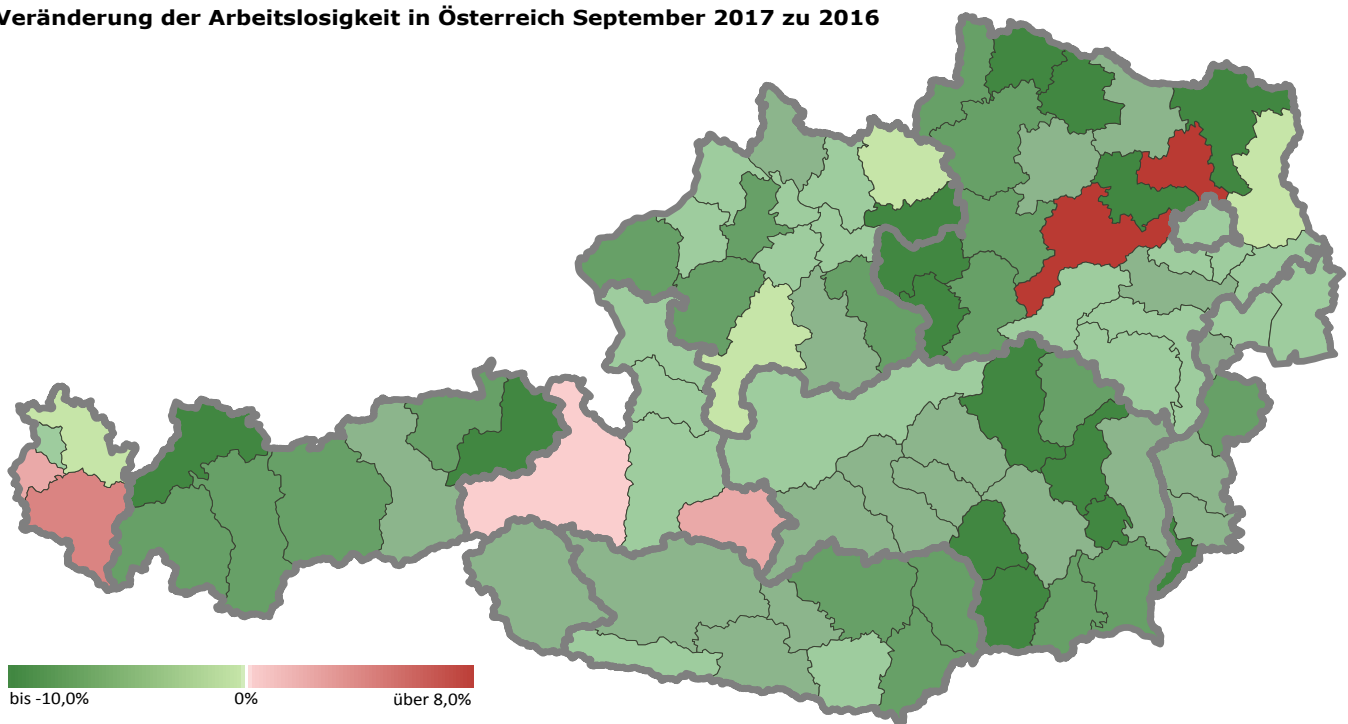 Veränderung der Arbeitslosigkeit in Österreich September 2017 zu 2016
bis -10,0% 0% über 8,0%